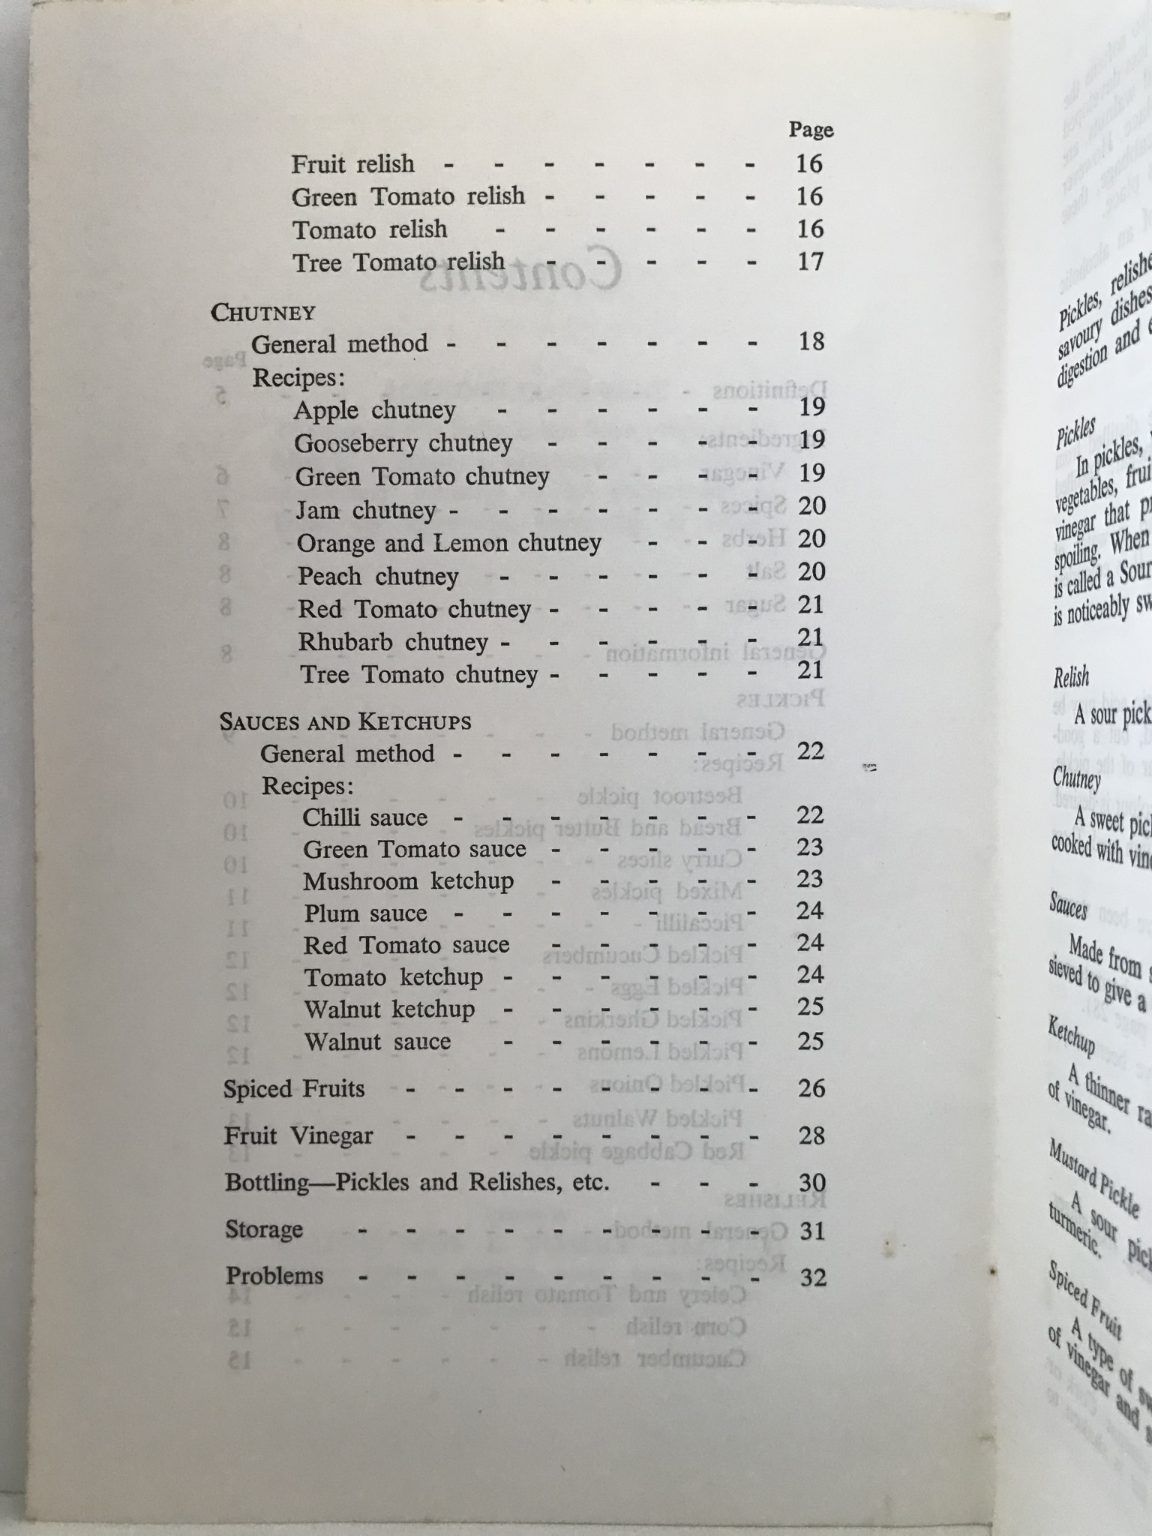 Page
Fruit relish - - - - - - - 16
Green Tomato relish - - - - - 16
Tomato relish - - - - - - 16
Tree Tomato relish - - - - - 17
CHUTNEY
General method - - - - - - - 18
Recipes:
Apple chutney - - - - - - 19
Gooseberry chutney - - - - - 19
Green Tomato chutney - - - - 19
Jam chutney - - - - - - - 20
Orange and Lemon chutney - - - 20
Peach chutney - - - - - - 20
Red Tomato chutney - - - - - 21
Rhubarb chutney - - - - - - 21
Tree Tomato chutney - - - - - 21
SAUCES AND KETCHUPS
General method - - - - - - - 22
Recipes:
Chilli sauce - - - - - - - 22
Green Tomato sauce - - - - - 23
Mushroom ketchup - - - - - 23
Plum sauce - - - - - - - 24
Red Tomato sauce - - - - - 24
Tomato ketchup - - - - - - 24
Walnut ketchup - - - - - - 25
Walnut sauce - - - - - - 25
Spiced Fruits - - - - - - - - 26
Fruit Vinegar - - - - - - - - 28
Bottling—Pickles and Relishes, etc. - - - 30
Storage - - - - - - - - - 31
Problems - - - - - - - - - 32
Pickles, relishe
savoury dishes
digestion and
Pickles
In pickles,
vegetables, frui
vinegar that
spoiling. When
is called a Sour
is noticeably sw
Relish
A sour pick
Chutney
A sweet pic
cooked with vin
Sauces
Made from
sieved to give a
Ketchup
A thinner
of vinegar.
Mustard Pickle
A sour pick
turmeric.
Spiced Fruit
A type of sw
of vinegar and